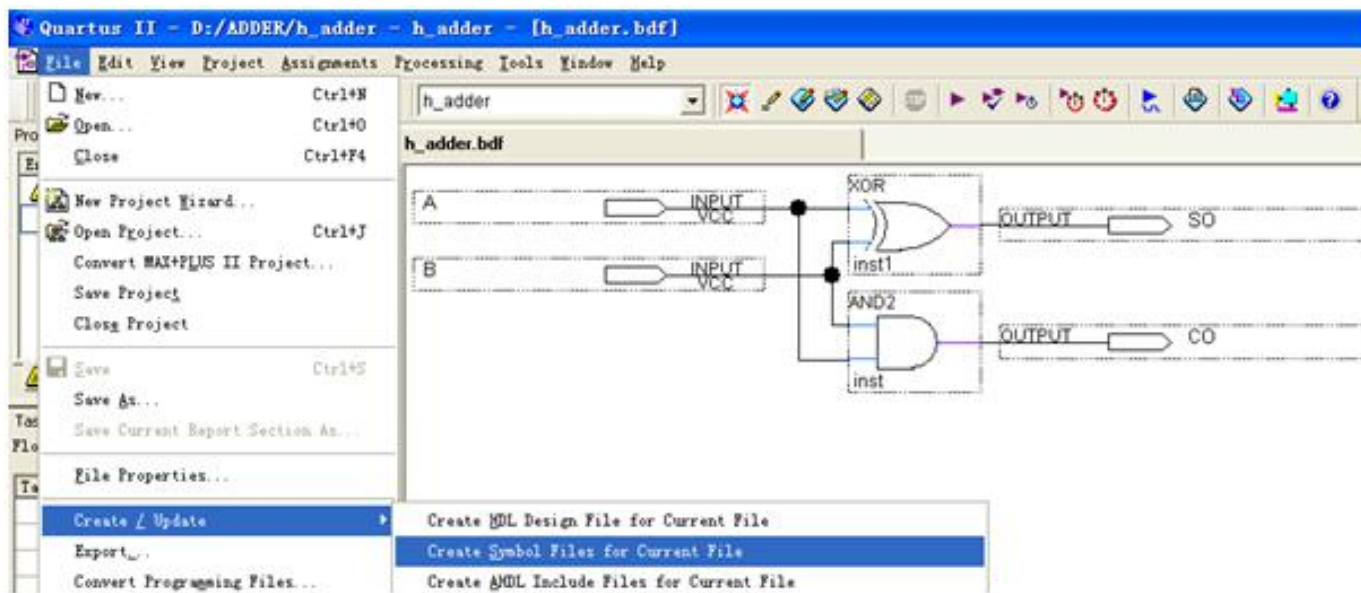 Quartus II - D:/ADDER/h_adder - h_adder - [h_adder.bdf]
File Edit View Project Assignments Processing Tools Window Help
New... Ctrl+N
Open... Ctrl+O
Close Ctrl+F4
New Project Wizard...
Open Project... Ctrl+J
Convert MAX+PLUS II Project...
Save Project
Close Project
Save Ctrl+S
Save As...
Save Current Report Section As...
File Properties...
Create / Update
Export...
Convert Programming Files...
Create HDL Design File for Current File
Create Symbol Files for Current File
Create AHDL Include Files for Current File
Pro
Tas
Flo
h_adder
h_adder.bdf
A INPUT
VCC
B INPUT
VCC
XOR
inst1
OUTPUT SO
AND2
inst
OUTPUT CO